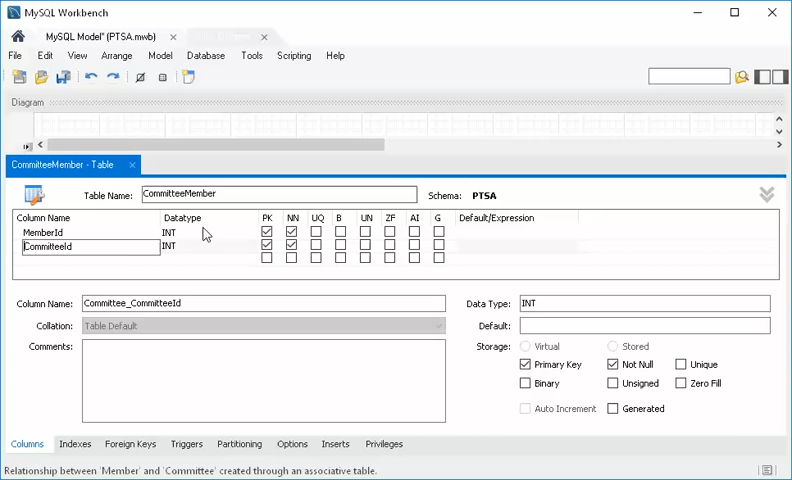 MySQL Workbench
MySQL Model* (PTSA.mwb) ×
File Edit View Arrange Model Database Tools Scripting Help
Diagram
CommitteeMember - Table ×
Table Name: CommitteeMember Schema: PTSA
Column Name Datatype PK NN UQ B UN ZF AI G Default/Expression
MemberId INT
CommitteeId INT
Column Name: Committee_CommitteeId Data Type: INT
Collation: Table Default Default:
Comments: Storage: Virtual Stored
Primary Key Not Null Unique
Binary Unsigned Zero Fill
Auto Increment Generated
Columns Indexes Foreign Keys Triggers Partitioning Options Inserts Privileges
Relationship between 'Member' and 'Committee' created through an associative table.